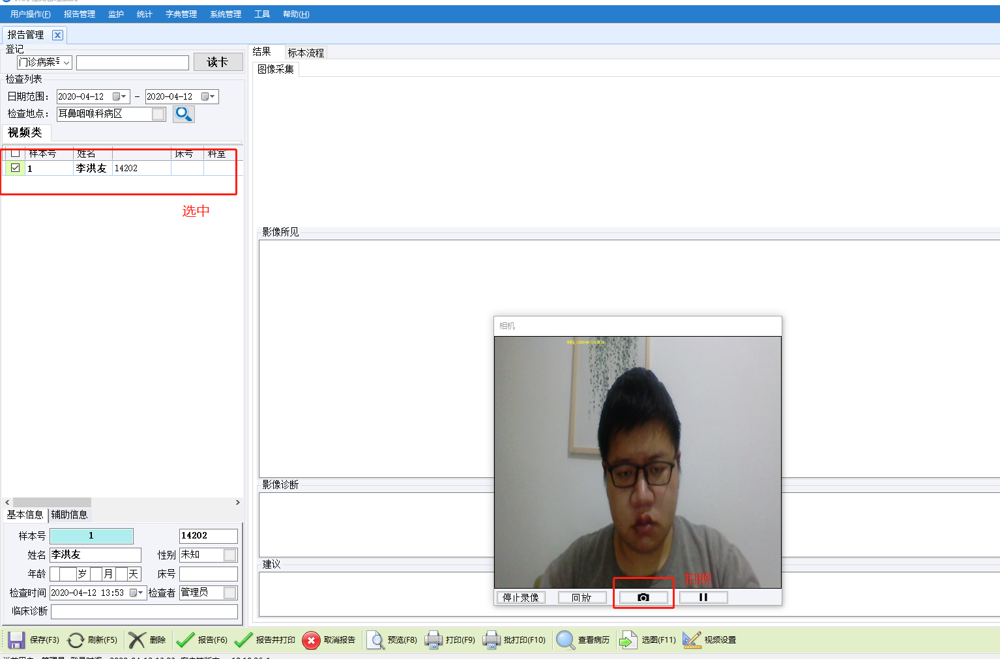 用户操作(F) 报告管理 监护 统计 字典管理 系统管理 工具 帮助(H)
报告管理
登记
门诊病案号 读卡
检查列表
日期范围： 2020-04-12 - 2020-04-12
检查地点： 耳鼻咽喉科病区
视频类
样本号 姓名 床号 科室
1 李洪友 14202
选中
基本信息 辅助信息
样本号 1 14202
姓名 李洪友 性别 未知
年龄 岁 月 天 床号
检查时间 2020-04-12 13:53 检查者 管理员
临床诊断
结果 标本流程
图像采集
影像所见
影像诊断
建议
相机
拍照
停止录像 回放
保存(F3) 刷新(F5) 删除 报告(F6) 报告并打印 取消报告 预览(F8) 打印(F9) 批打印(F10) 查看病历 选图(F11) 视频设置